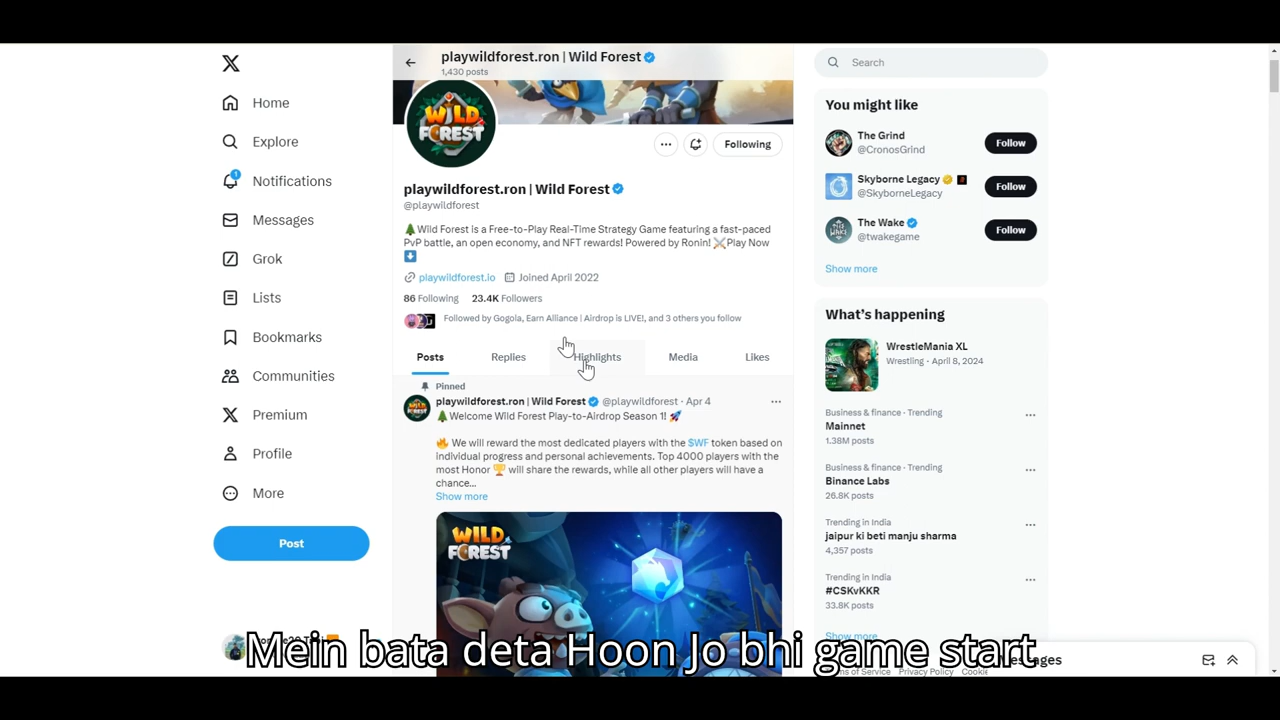 Home
Explore
1
Notifications
Messages
Grok
Lists
Bookmarks
Communities
Premium
Profile
More
Post
playwildforest.ron | Wild Forest
1,430 posts
WILD
FOREST
Following
playwildforest.ron | Wild Forest
@playwildforest
🌲Wild Forest is a Free-to-Play Real-Time Strategy Game featuring a fast-paced
PvP battle, an open economy, and NFT rewards! Powered by Ronin! ⚔️Play Now
⬇️
playwildforest.io Joined April 2022
86 Following 23.4K Followers
Followed by Gogola, Earn Alliance | Airdrop is LIVE!, and 3 others you follow
Posts Replies Highlights Media Likes
Pinned
playwildforest.ron | Wild Forest @playwildforest · Apr 4
🌲Welcome Wild Forest Play-to-Airdrop Season 1! 🚀
🔥 We will reward the most dedicated players with the $WF token based on
individual progress and personal achievements. Top 4000 players with the
most Honor 🏆 will share the rewards, while all other players will have a
chance...
Show more
WILD
FOREST
Search
You might like
The Grind
@CronosGrind
Follow
Skyborne Legacy
@SkyborneLegacy
Follow
The Wake
@twakegame
Follow
Show more
What's happening
WrestleMania XL
Wrestling · April 8, 2024
Business & finance · Trending
Mainnet
1.38M posts
Business & finance · Trending
Binance Labs
26.8K posts
Trending in India
jaipur ki beti manju sharma
4,357 posts
Trending in India
#CSKvKKR
33.8K posts
Show more
Privacy Policy
Mein bata deta Hoon Jo bhi game start